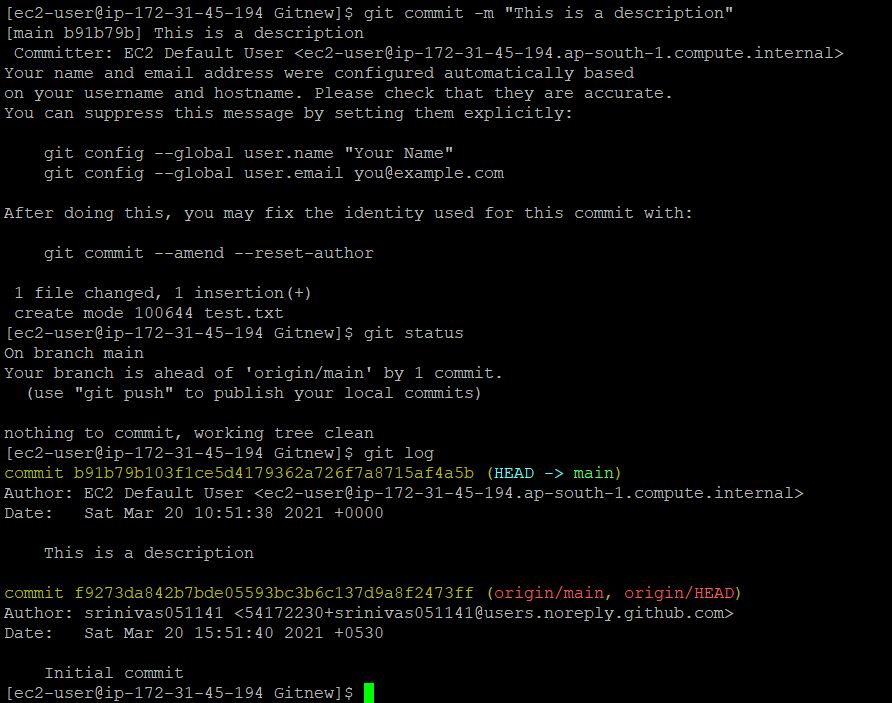 [ec2-user@ip-172-31-45-194 Gitnew]$ git commit -m "This is a description"
[main b91b79b] This is a description
 Committer: EC2 Default User <ec2-user@ip-172-31-45-194.ap-south-1.compute.internal>
Your name and email address were configured automatically based
on your username and hostname. Please check that they are accurate.
You can suppress this message by setting them explicitly:

    git config --global user.name "Your Name"
    git config --global user.email you@example.com

After doing this, you may fix the identity used for this commit with:

    git commit --amend --reset-author

 1 file changed, 1 insertion(+)
 create mode 100644 test.txt
[ec2-user@ip-172-31-45-194 Gitnew]$ git status
On branch main
Your branch is ahead of 'origin/main' by 1 commit.
  (use "git push" to publish your local commits)

nothing to commit, working tree clean
[ec2-user@ip-172-31-45-194 Gitnew]$ git log
commit b91b79b103f1ce5d4179362a726f7a8715af4a5b (HEAD -> main)
Author: EC2 Default User <ec2-user@ip-172-31-45-194.ap-south-1.compute.internal>
Date:   Sat Mar 20 10:51:38 2021 +0000

    This is a description

commit f9273da842b7bde05593bc3b6c137d9a8f2473ff (origin/main, origin/HEAD)
Author: srinivas051141 <54172230+srinivas051141@users.noreply.github.com>
Date:   Sat Mar 20 15:51:40 2021 +0530

    Initial commit
[ec2-user@ip-172-31-45-194 Gitnew]$